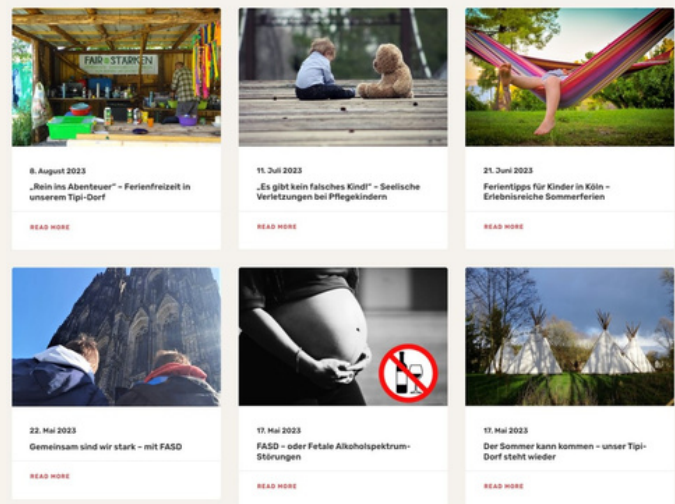 FAIR STÄRKEN
8. August 2023
„Rein ins Abenteuer“ – Ferienfreizeit in
unserem Tipi-Dorf
READ MORE
11. Juli 2023
„Es gibt kein falsches Kind!“ – Seelische
Verletzungen bei Pflegekindern
READ MORE
21. Juni 2023
Ferientipps für Kinder in Köln –
Erlebnisreiche Sommerferien
READ MORE
22. Mai 2023
Gemeinsam sind wir stark – mit FASD
READ MORE
17. Mai 2023
FASD – oder Fetale Alkoholspektrum-
Störungen
READ MORE
17. Mai 2023
Der Sommer kann kommen – unser Tipi-
Dorf steht wieder
READ MORE